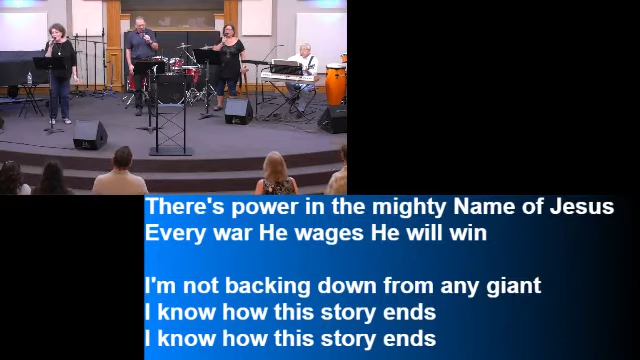 There's power in the mighty Name of Jesus
Every war He wages He will win
I'm not backing down from any giant
I know how this story ends
I know how this story ends